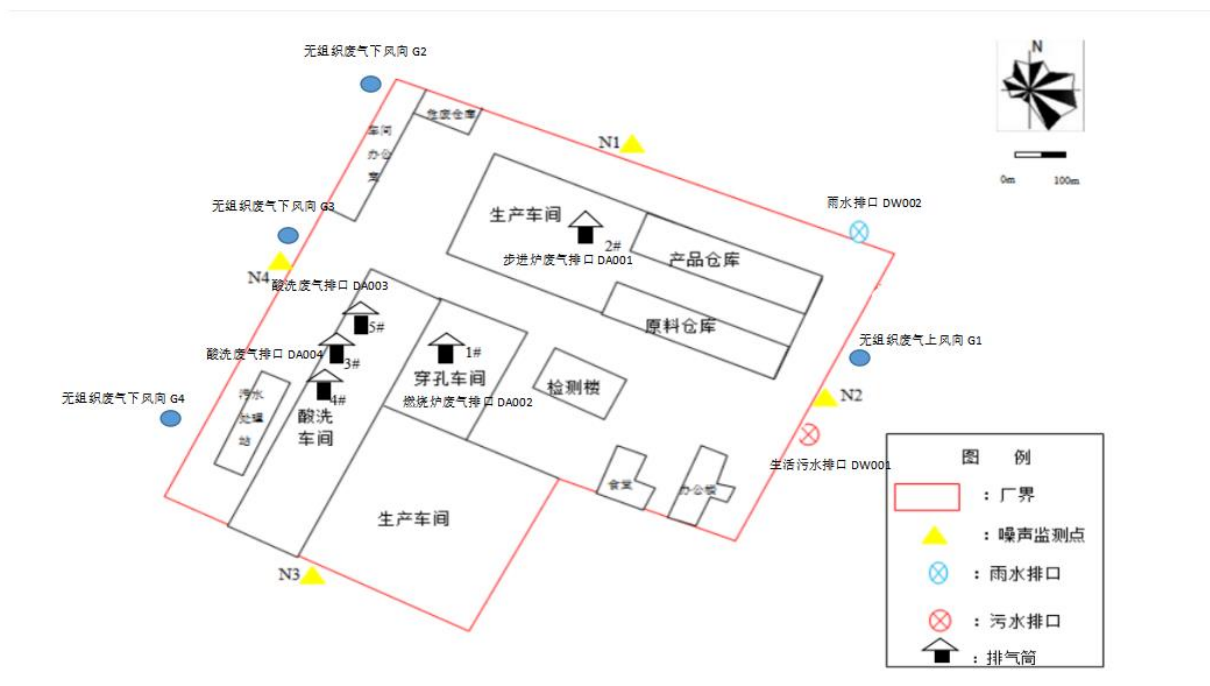 无组织废气下风向 G2
N
危废仓库
车间
办公
室
N1
0m
100m
无组织废气下风向 G3
生产车间
2#
步进炉废气排口 DA001
产品仓库
雨水排口 DW002
N4
酸洗废气排口 DA003
5#
原料仓库
无组织废气上风向 G1
酸洗废气排口 DA004
3#
1#
穿孔车间
燃烧炉废气排口 DA002
检测楼
无组织废气下风向 G4
4#
污水
处理
站
酸洗
车间
N2
生活污水排口 DW001
食堂
办公楼
生产车间
N3
图 例
：厂界
：噪声监测点
：雨水排口
：污水排口
：排气筒